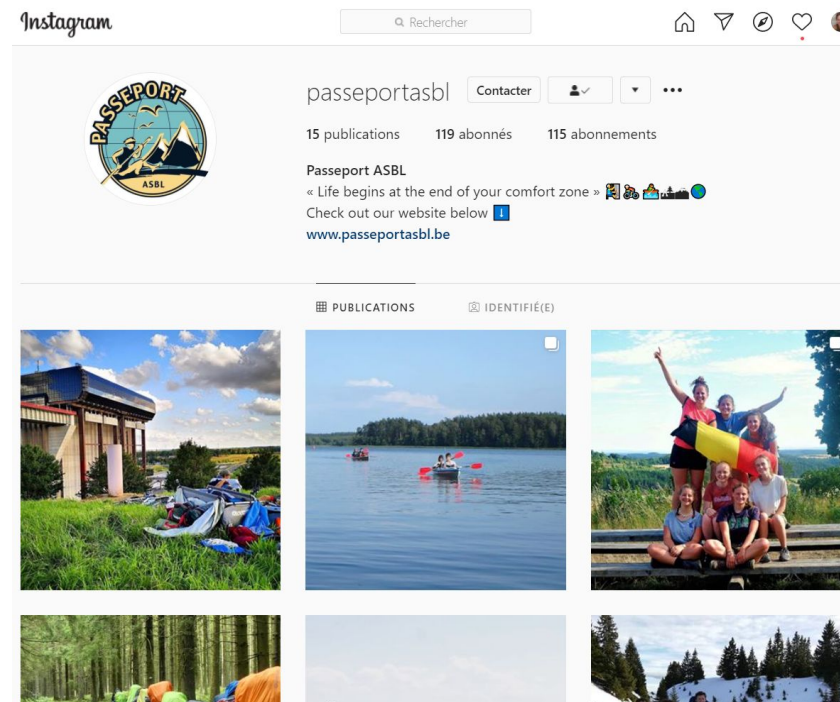 Instagram
Rechercher
PASSEPORT
ASBL
passeportasbl Contacter
15 publications 119 abonnés 115 abonnements
Passeport ASBL
« Life begins at the end of your comfort zone »
Check out our website below
www.passeportasbl.be
PUBLICATIONS IDENTIFIÉ(E)